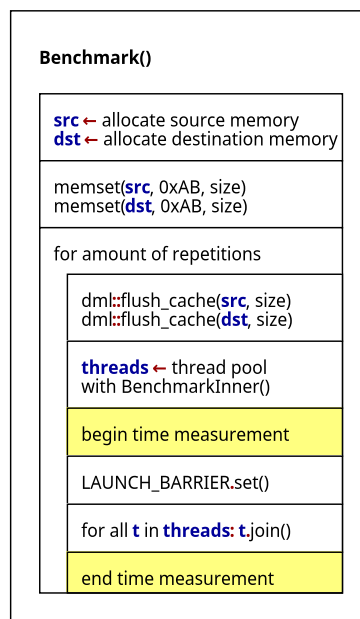 Benchmark()
src ← allocate source memory
dst ← allocate destination memory
memset(src, 0xAB, size)
memset(dst, 0xAB, size)
for amount of repetitions
dml::flush_cache(src, size)
dml::flush_cache(dst, size)
threads ← thread pool
with BenchmarkInner()
begin time measurement
LAUNCH_BARRIER.set()
for all t in threads: t.join()
end time measurement